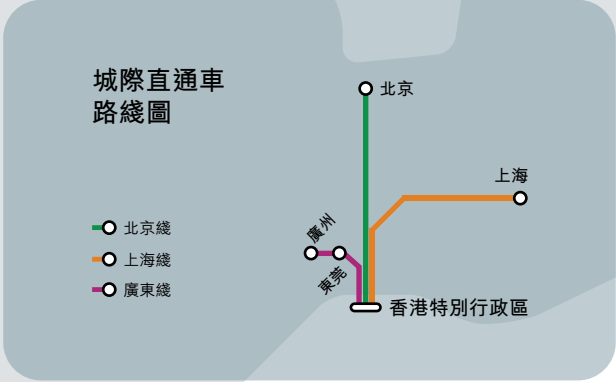 城際直通車
路綫圖
北京
上海
北京綫
上海綫
廣東綫
廣州
東莞
香港特別行政區